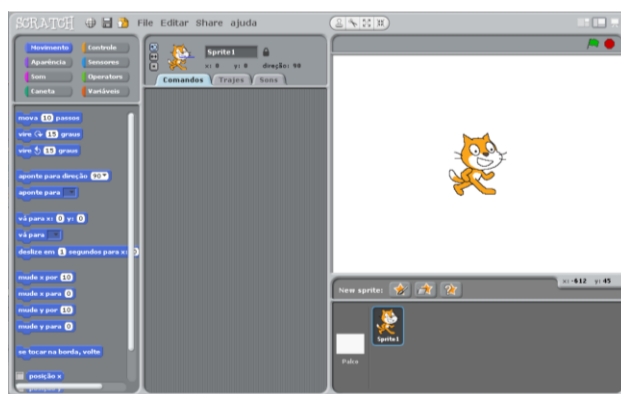 SCRATCH File Editar Share ajuda
Movimento Controle
Aparência Sensores
Som Operators
Caneta Variáveis
mova 10 passos
vire 15 graus
vire 15 graus
aponte para direção 90
aponte para
vá para x: 0 y: 0
vá para
deslize em 1 segundos para x: 0
mude x por 10
mude x para 0
mude y por 10
mude y para 0
se tocar na borda, volte
posição x
Sprite1
x: 0 y: 0 direção: 90
Comandos Trajes Sons
x: -612 y: 45
New sprite:
Sprite1
Palco